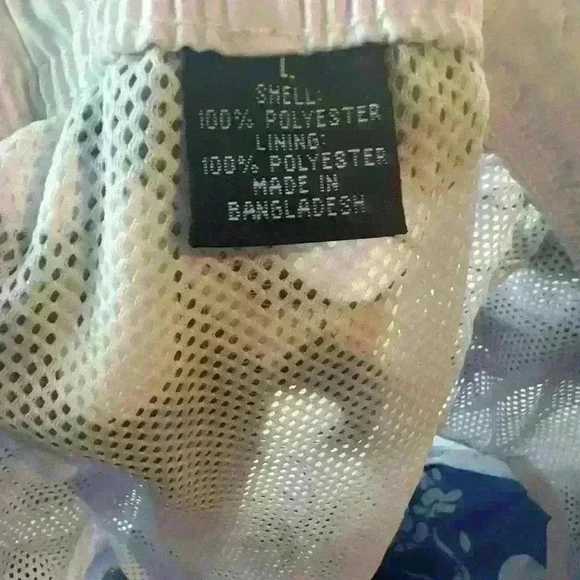 L
SHELL:
100% POLYESTER
LINING:
100% POLYESTER
MADE IN
BANGLADESH